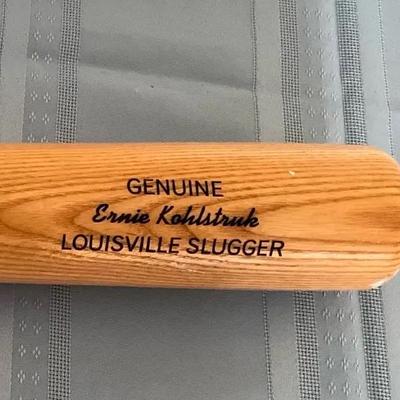 GENUINE
Ernie Kohlstruk
LOUISVILLE SLUGGER